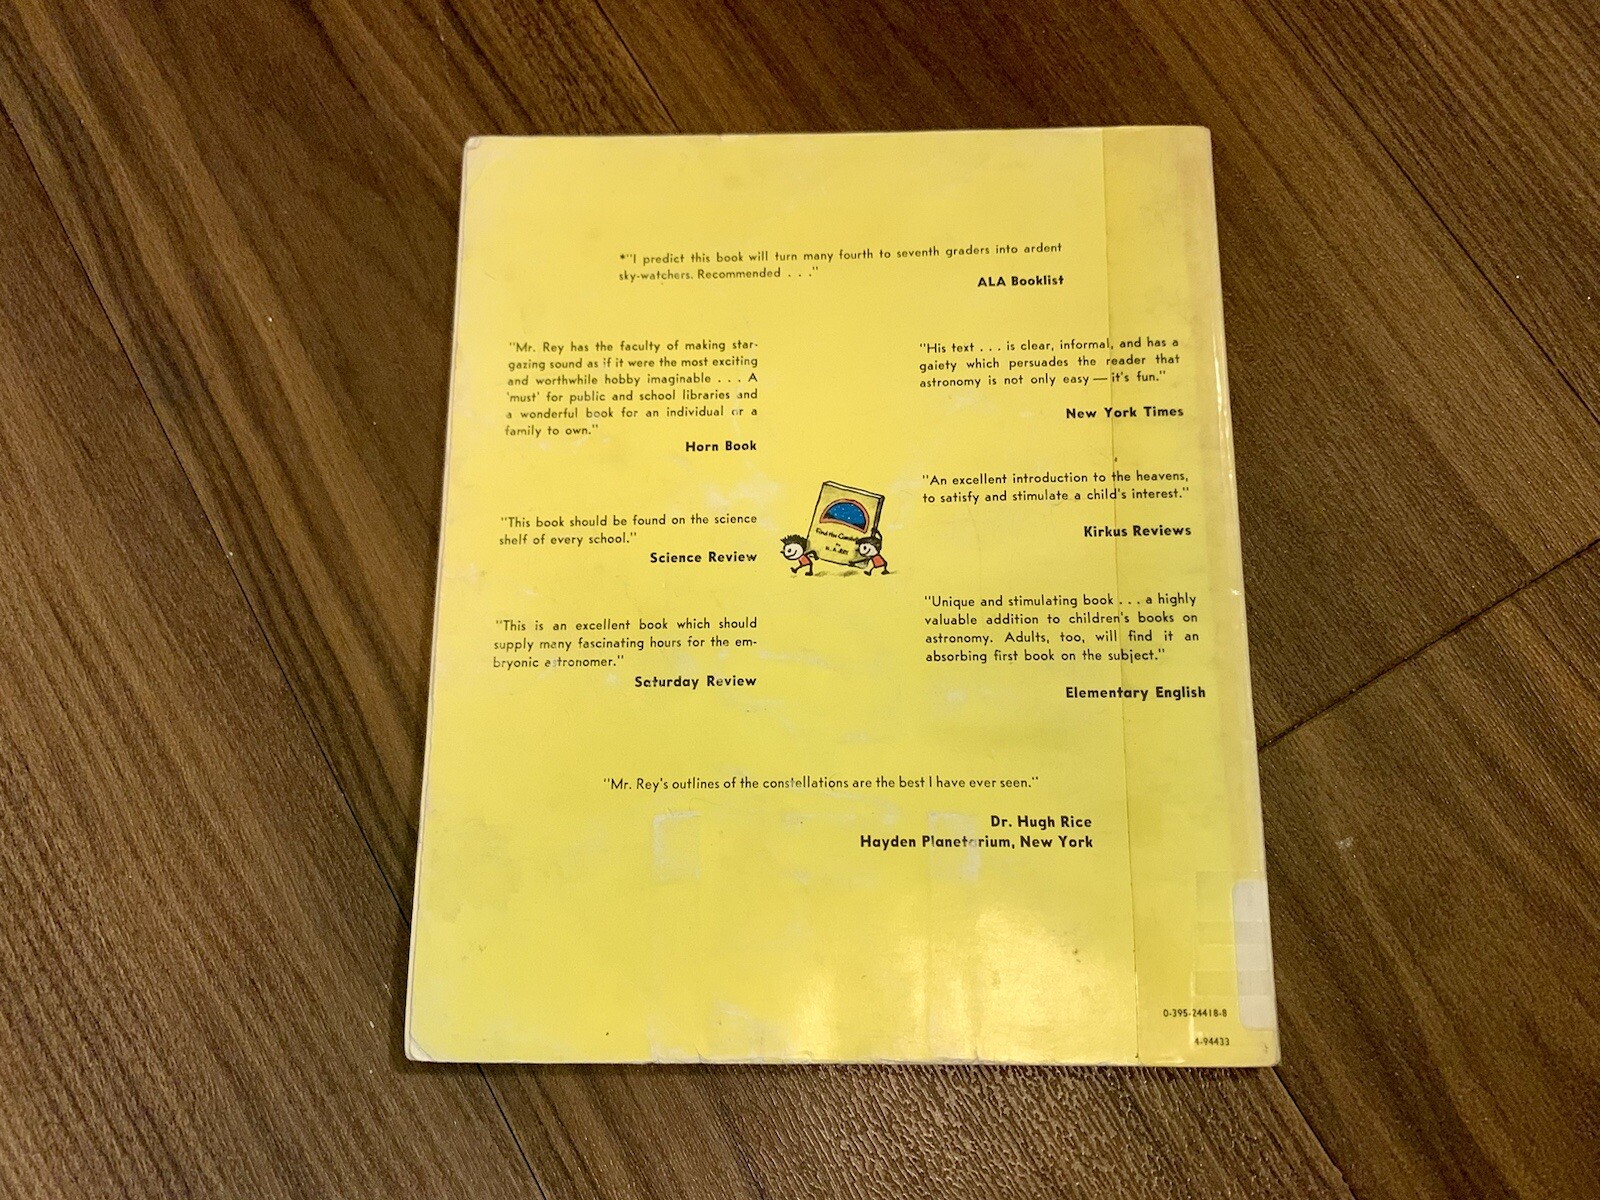 *"I predict this book will turn many fourth to seventh graders into ardent
sky-watchers. Recommended . . ."
ALA Booklist
"Mr. Rey has the faculty of making star-
gazing sound as if it were the most exciting
and worthwhile hobby imaginable . . . A
'must' for public and school libraries and
a wonderful book for an individual or a
family to own."
Horn Book
"This book should be found on the science
shelf of every school."
Science Review
"This is an excellent book which should
supply many fascinating hours for the em-
bryonic astronomer."
Saturday Review
"His text . . . is clear, informal, and has a
gaiety which persuades the reader that
astronomy is not only easy — it's fun."
New York Times
"An excellent introduction to the heavens,
to satisfy and stimulate a child's interest."
Kirkus Reviews
"Unique and stimulating book . . . a highly
valuable addition to children's books on
astronomy. Adults, too, will find it an
absorbing first book on the subject."
Elementary English
Find the
"Mr. Rey's outlines of the constellations are the best I have ever seen."
Dr. Hugh Rice
Hayden Planetarium, New York
0-395-24418-8
4-94433